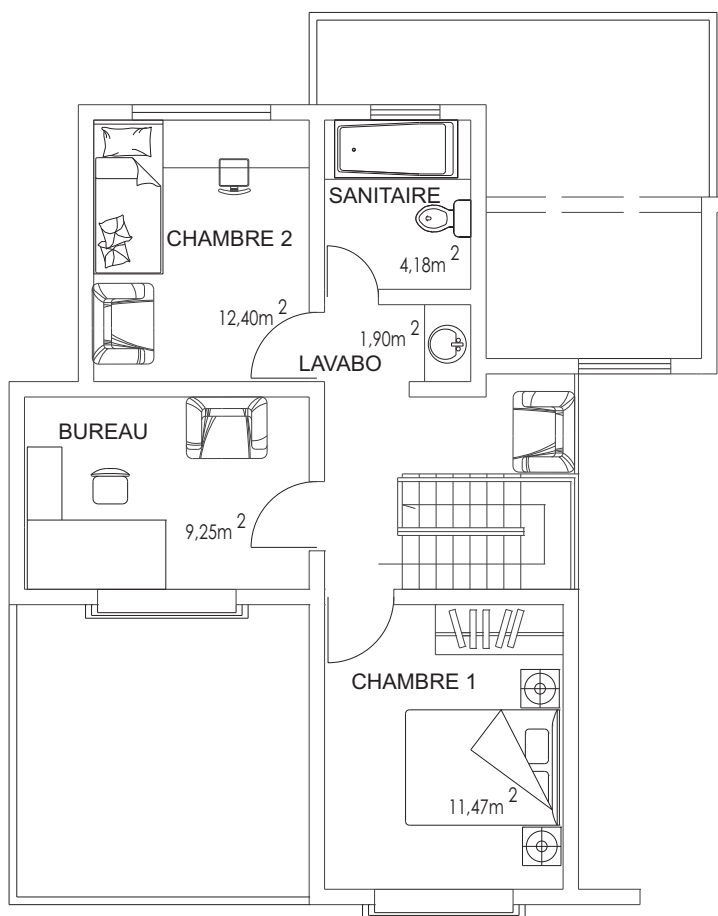 SANITAIRE
4,18m 2
CHAMBRE 2
12,40m 2
1,90m 2
LAVABO
BUREAU
9,25m 2
CHAMBRE 1
11,47m 2